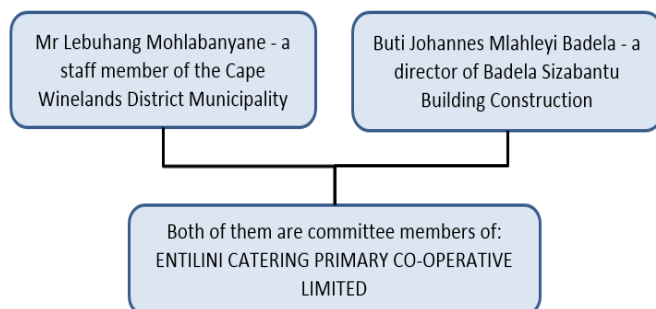 Mr Lebuhang Mohlabanyane - a
staff member of the Cape
Winelands District Municipality
Buti Johannes Mlahleyi Badela - a
director of Badela Sizabantu
Building Construction
Both of them are committee members of:
ENTILINI CATERING PRIMARY CO-OPERATIVE
LIMITED